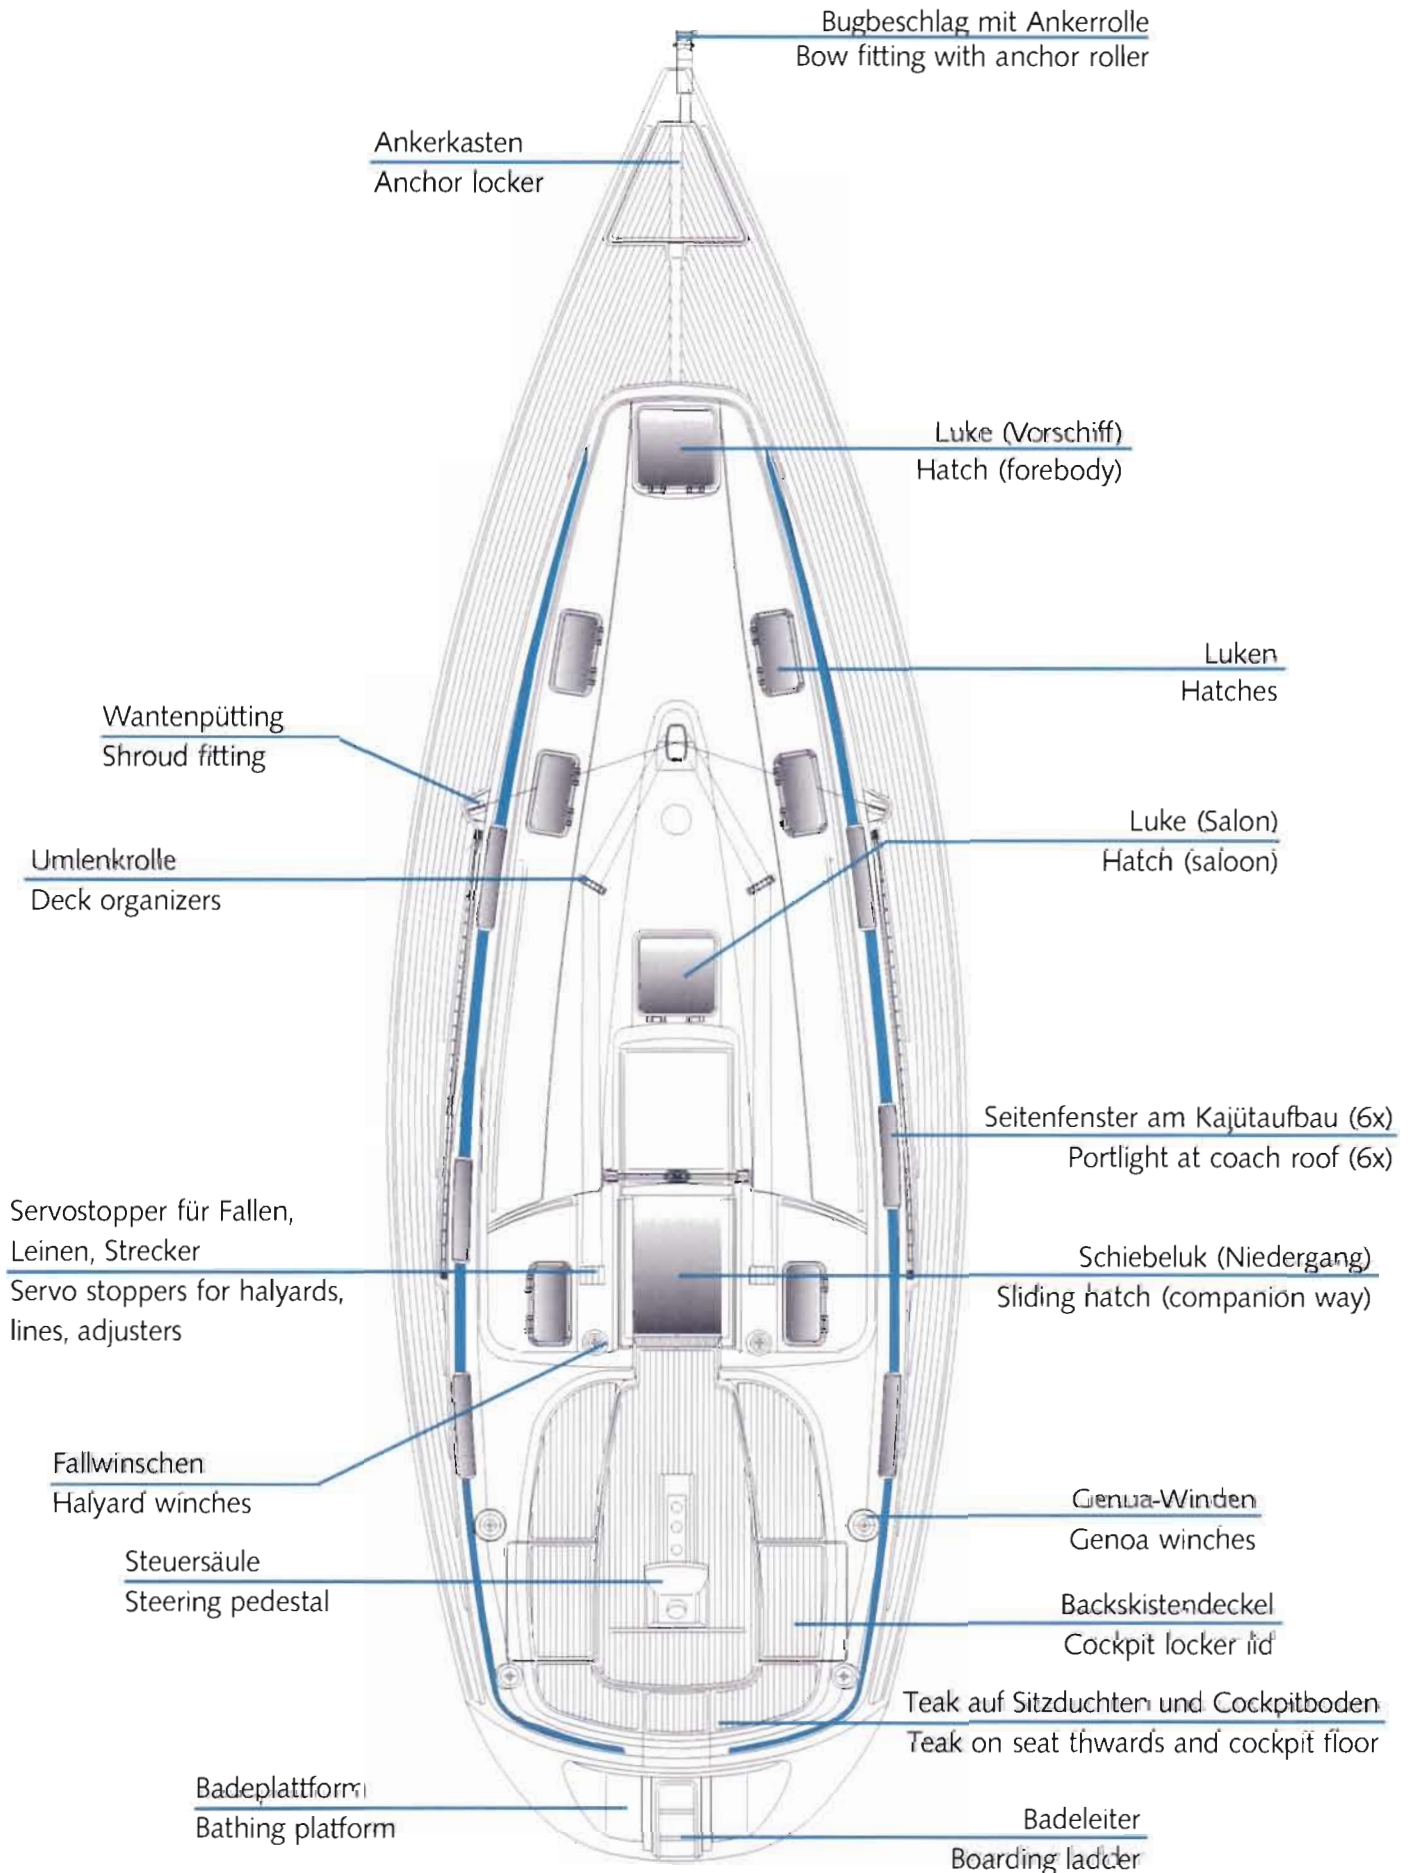 Bugbeschlag mit Ankerrolle
Bow fitting with anchor roller
Ankerkasten
Anchor locker
Luke (Vorschiff)
Hatch (forebody)
Luken
Hatches
Wantenpütting
Shroud fitting
Luke (Salon)
Hatch (saloon)
Umlenkrolle
Deck organizers
Seitenfenster am Kajütaufbau (6x)
Portlight at coach roof (6x)
Servostopper für Fallen,
Leinen, Strecker
Servo stoppers for halyards,
lines, adjusters
Schiebeluk (Niedergang)
Sliding hatch (companion way)
Fallwinschen
Halyard winches
Genua-Winden
Genoa winches
Steuersäule
Steering pedestal
Backskistendeckel
Cockpit locker lid
Teak auf Sitzduchten und Cockpitboden
Teak on seat thwards and cockpit floor
Badeplattform
Bathing platform
Badeleiter
Boarding ladder